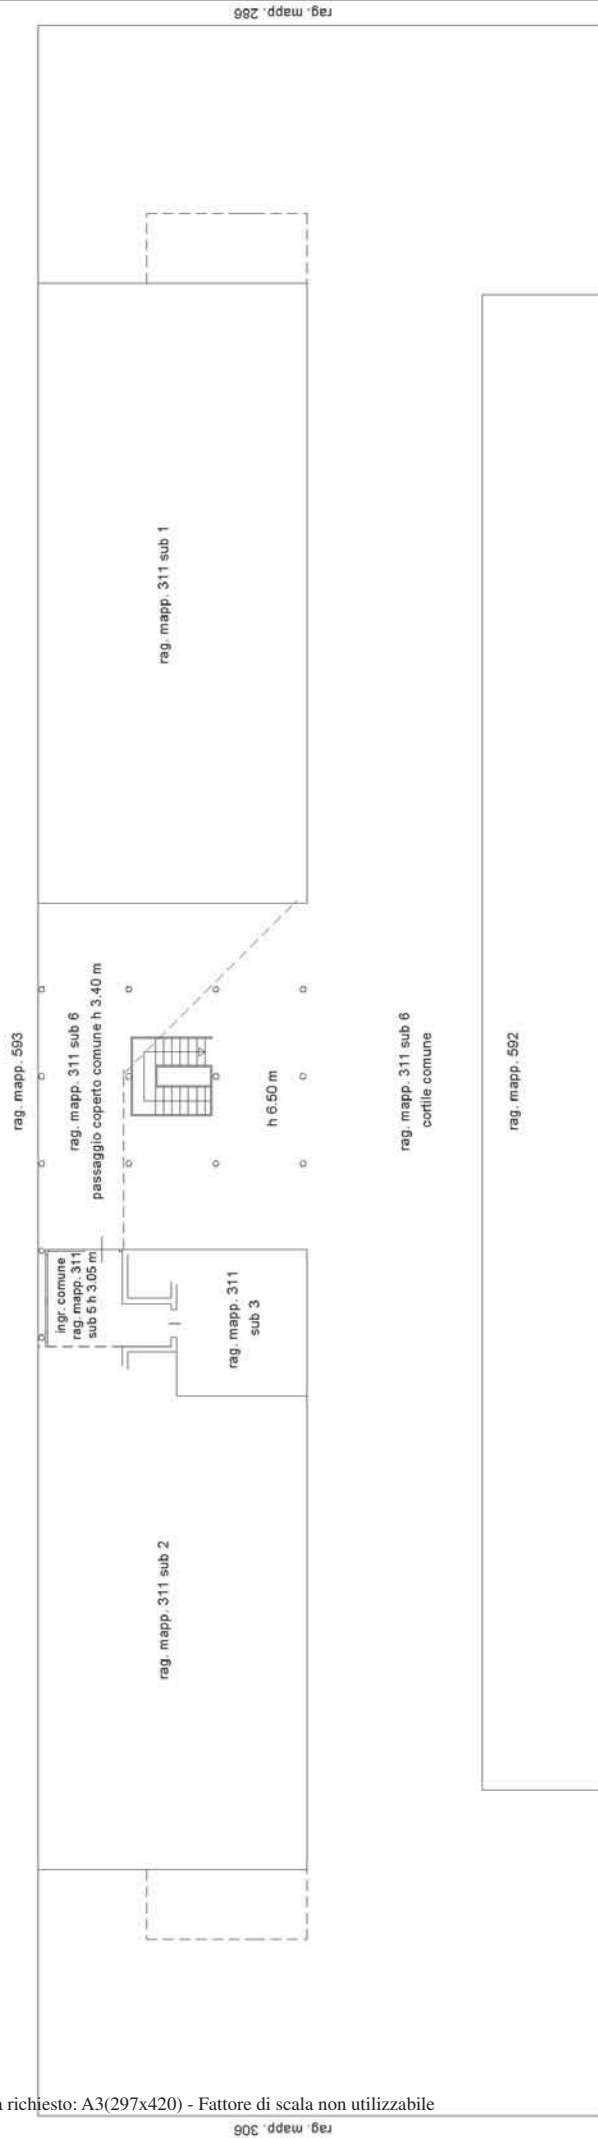 rag. mapp. 286
rag. mapp. 311 sub 1
rag. mapp. 593
rag. mapp. 311 sub 6
passaggio coperto comune h 3.40 m
h 6.50 m
rag. mapp. 311 sub 6
cortile comune
rag. mapp. 592
ingr. comune
rag. mapp. 311
sub 5 h 3.05 m
rag. mapp. 311
sub 3
rag. mapp. 311 sub 2
richiesto: A3(297x420) - Fattore di scala non utilizzabile
rag. mapp. 306